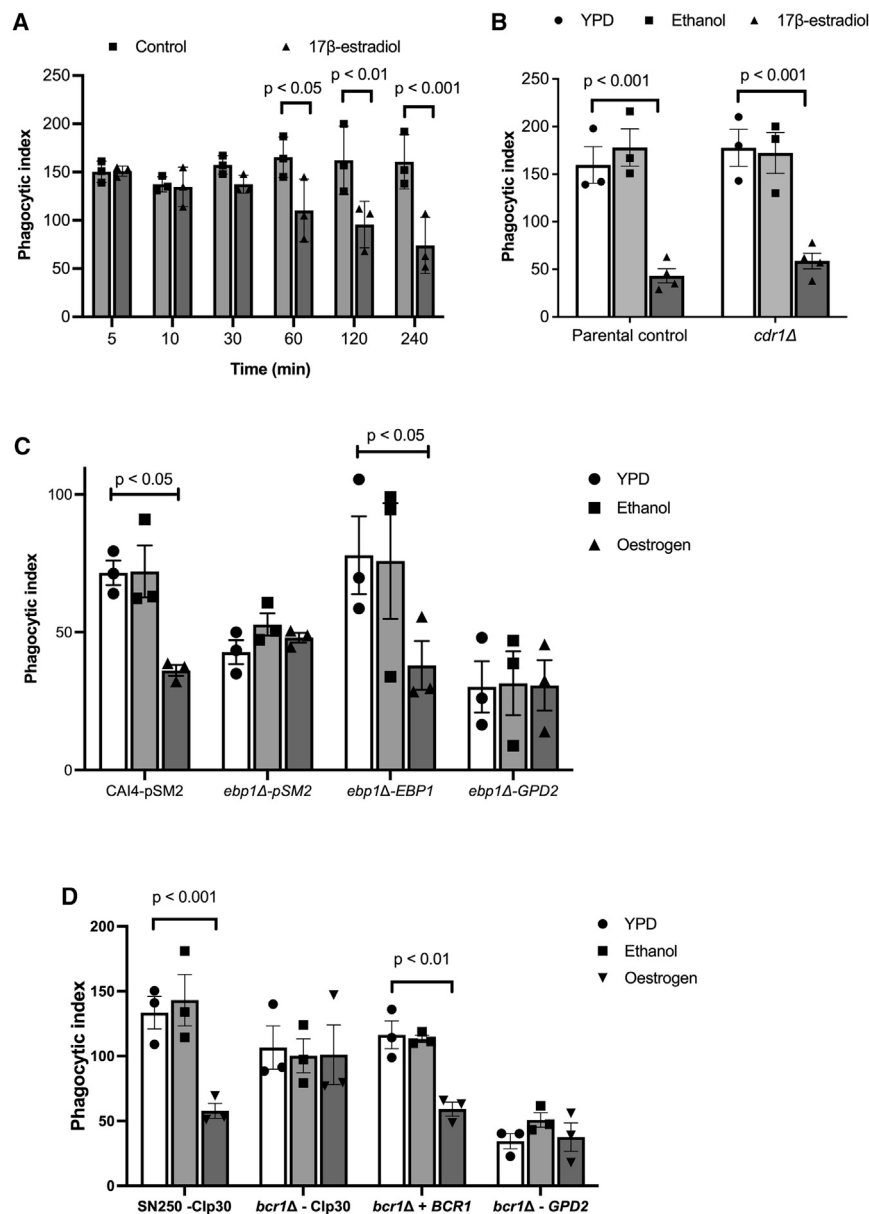 A
Control 17β-estradiol
p < 0.05 p < 0.01 p < 0.001
Phagocytic index
250
200
150
100
50
0
5 10 30 60 120 240
Time (min)
B
YPD Ethanol 17β-estradiol
p < 0.001 p < 0.001
Phagocytic index
250
200
150
100
50
0
Parental control cdr1Δ
C
p < 0.05 p < 0.05
YPD
Ethanol
Oestrogen
Phagocytic index
100
50
0
CAI4-pSM2 ebp1Δ-pSM2 ebp1Δ-EBP1 ebp1Δ-GPD2
D
p < 0.001 p < 0.01
YPD
Ethanol
Oestrogen
Phagocytic index
200
150
100
50
0
SN250 -Clp30 bcr1Δ - Clp30 bcr1Δ + BCR1 bcr1Δ - GPD2